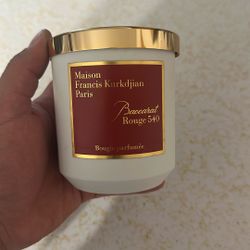 Maison
Francis Kurkdjian
Paris
Baccarat
Rouge 540
Bougie parfumée